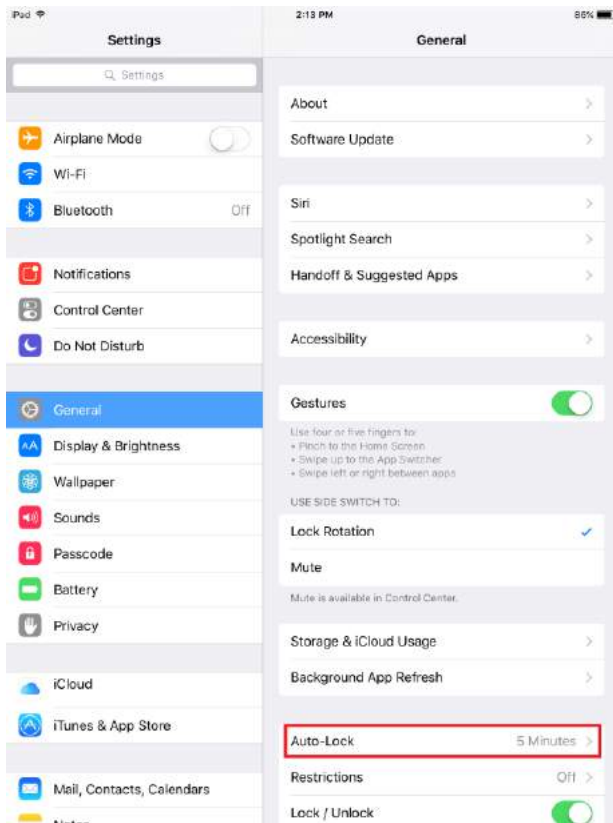 iPad
2:13 PM
86%
Settings
General
Settings
About
Airplane Mode
Software Update
Wi-Fi
Bluetooth Off
Siri
Spotlight Search
Notifications
Handoff & Suggested Apps
Control Center
Do Not Disturb
Accessibility
General
Gestures
Use four or five fingers to:
• Pinch to the Home Screen
• Swipe up to the App Switcher
• Swipe left or right between apps
Display & Brightness
Wallpaper
USE SIDE SWITCH TO:
Sounds
Lock Rotation
Passcode
Mute
Battery
Mute is available in Control Center.
Privacy
Storage & iCloud Usage
Background App Refresh
iCloud
iTunes & App Store
Auto-Lock 5 Minutes
Restrictions Off
Mail, Contacts, Calendars
Lock / Unlock